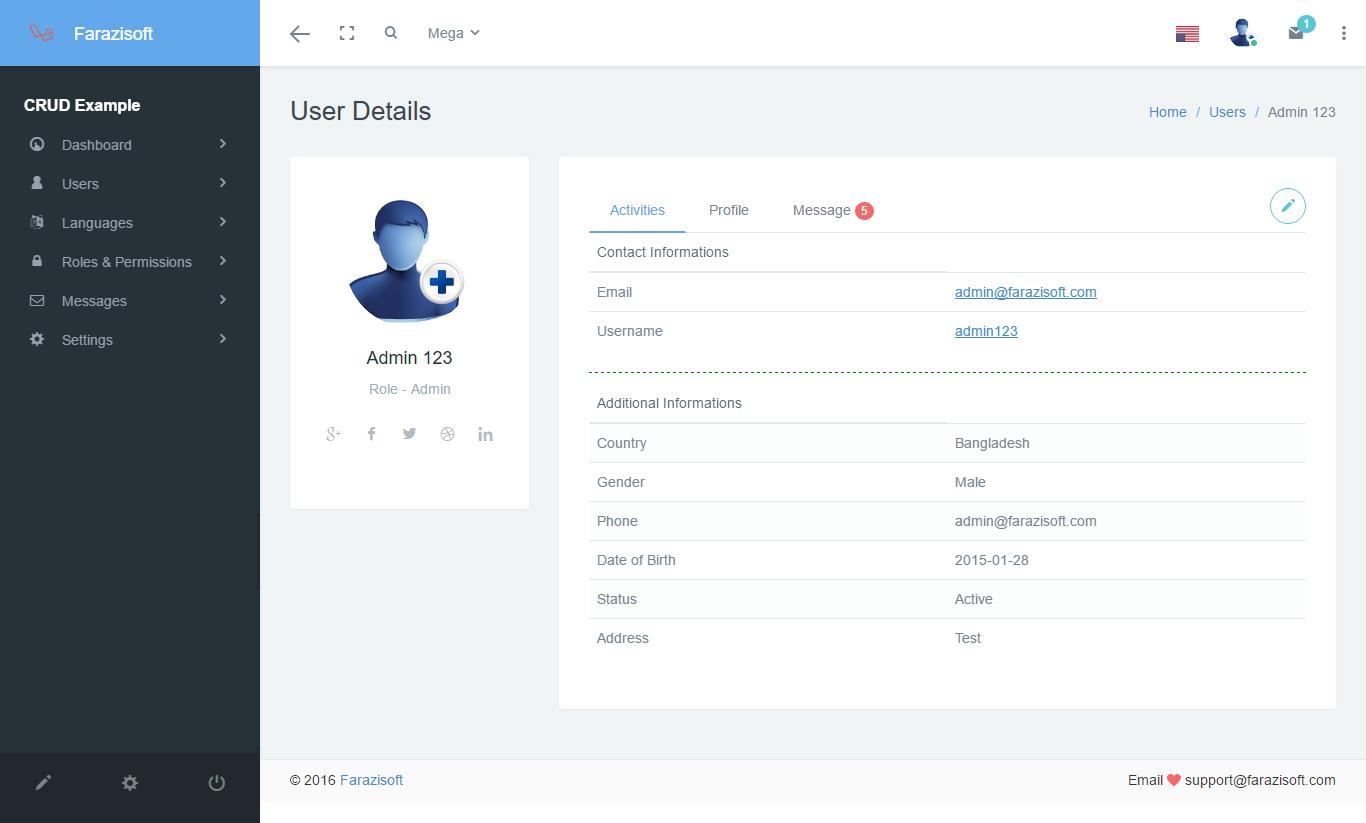 Farazisoft
Mega
1
CRUD Example
Dashboard
Users
Languages
Roles & Permissions
Messages
Settings
User Details
Home / Users / Admin 123
Admin 123
Role - Admin
Activities Profile Message 5
Contact Informations
Email admin@farazisoft.com
Username admin123
Additional Informations
Country Bangladesh
Gender Male
Phone admin@farazisoft.com
Date of Birth 2015-01-28
Status Active
Address Test
© 2016 Farazisoft
Email support@farazisoft.com